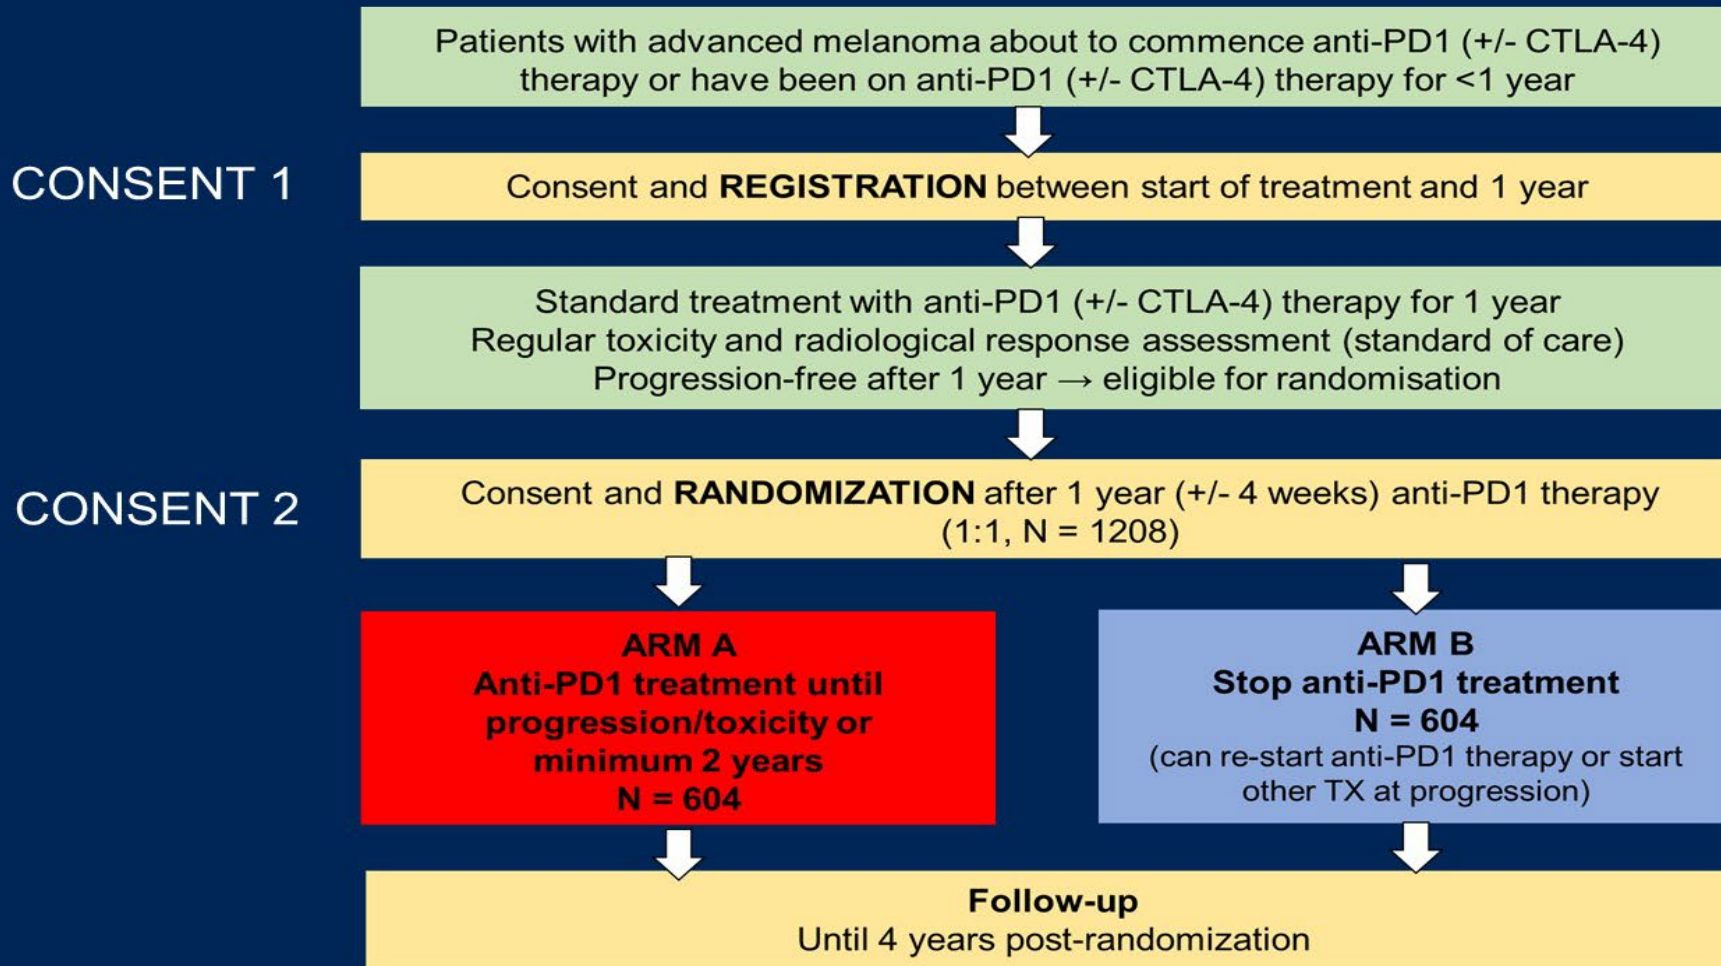 Patients with advanced melanoma about to commence anti-PD1 (+/- CTLA-4)
therapy or have been on anti-PD1 (+/- CTLA-4) therapy for <1 year
CONSENT 1
Consent and REGISTRATION between start of treatment and 1 year
Standard treatment with anti-PD1 (+/- CTLA-4) therapy for 1 year
Regular toxicity and radiological response assessment (standard of care)
Progression-free after 1 year → eligible for randomisation
CONSENT 2
Consent and RANDOMIZATION after 1 year (+/- 4 weeks) anti-PD1 therapy
(1:1, N = 1208)
ARM A
Anti-PD1 treatment until
progression/toxicity or
minimum 2 years
N = 604
ARM B
Stop anti-PD1 treatment
N = 604
(can re-start anti-PD1 therapy or start
other TX at progression)
Follow-up
Until 4 years post-randomization